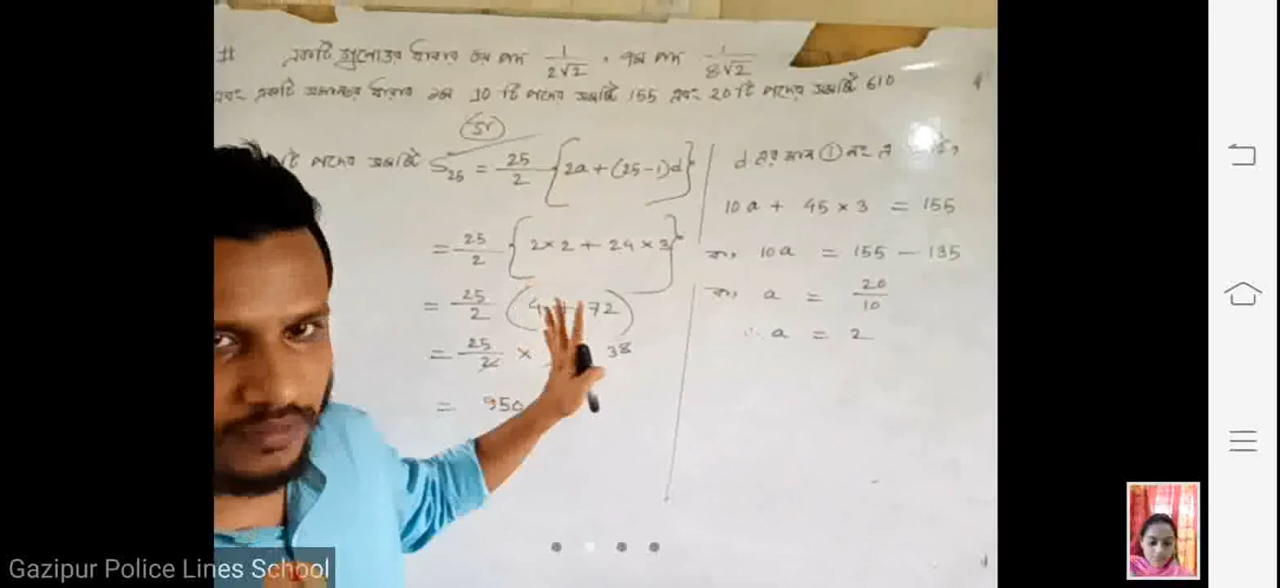 # একটি গুণোত্তর ধারার ৩য় পদ 1/2√2 , ৭ম পদ 1/8√2
এবং একটি সমান্তর ধারার ১ম 10 টি পদের সমষ্টি 155 এবং 20 টি পদের সমষ্টি 610
টি পদের সমষ্টি S₂₅ = 25/2 {2a + (25-1)d}
= 25/2 {2 × 2 + 24 × 3}
= 25/2 (4 + 72)
= 25/2 × 38
= 950
d এর মান ① নং এ
10a + 45 × 3 = 155
বা, 10a = 155 - 135
বা, a = 20/10
∴ a = 2
Gazipur Police Lines School